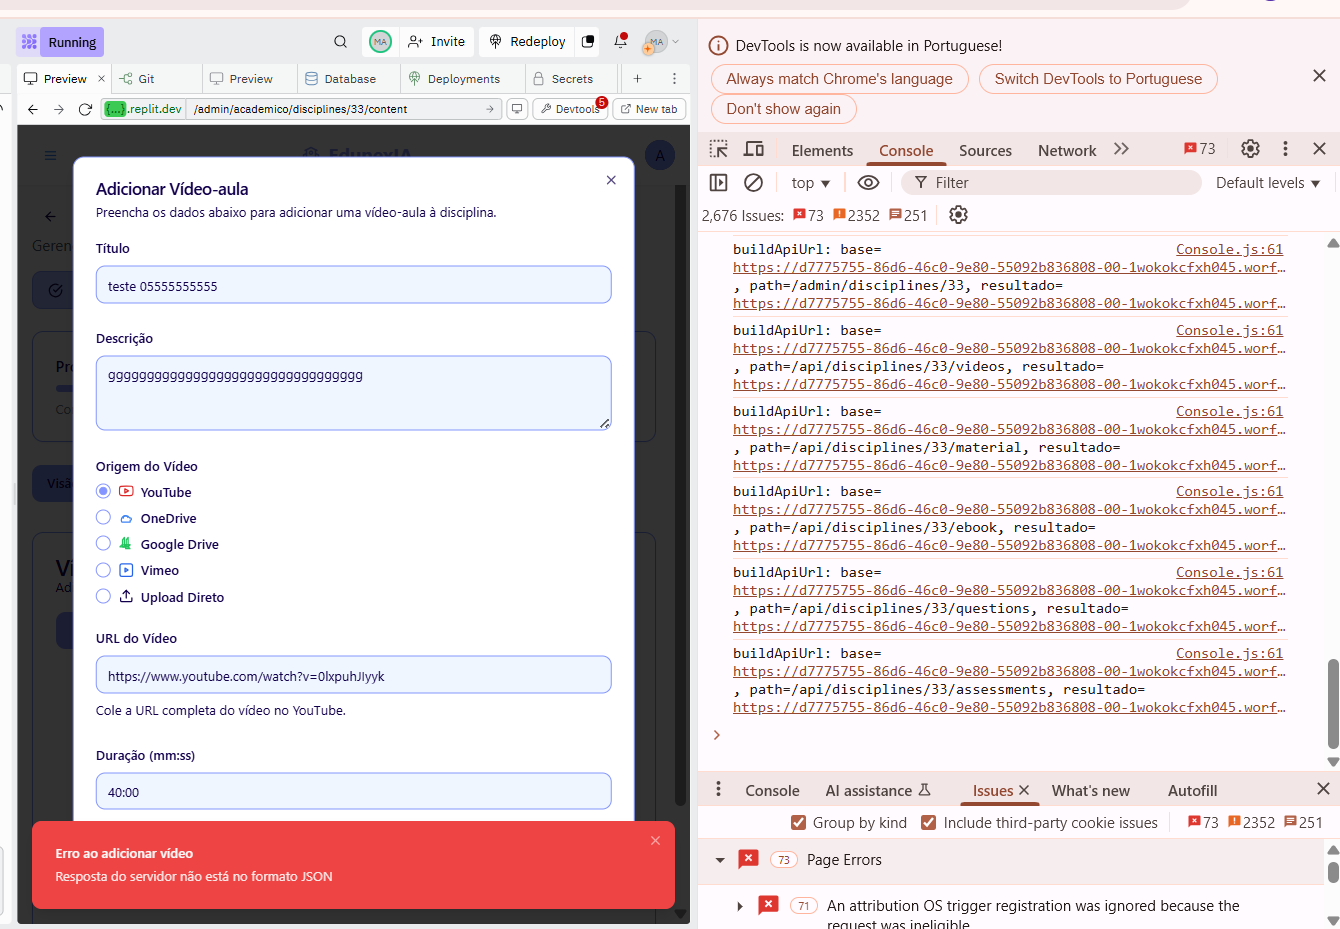 Running
MA
Invite
Redeploy
MA
Preview
Git
Preview
Database
Deployments
Secrets
{...}.replit.dev
/admin/academico/disciplines/33/content
Devtools
5
New tab
EdunexIA
A
Adicionar Vídeo-aula
Preencha os dados abaixo para adicionar uma vídeo-aula à disciplina.
Título
teste 05555555555
Descrição
ggggggggggggggggggggggggggggggggg
Origem do Vídeo
YouTube
OneDrive
Google Drive
Vimeo
Upload Direto
URL do Vídeo
https://www.youtube.com/watch?v=0lxpuhJIyyk
Cole a URL completa do vídeo no YouTube.
Duração (mm:ss)
40:00
Geren
Pr
Co
Visã
Ví
Ad
Erro ao adicionar vídeo
Resposta do servidor não está no formato JSON
DevTools is now available in Portuguese!
Always match Chrome's language
Switch DevTools to Portuguese
Don't show again
Elements
Console
Sources
Network
73
top
Filter
Default levels
2,676 Issues: 73 2352 251
buildApiUrl: base= Console.js:61
https://d7775755-86d6-46c0-9e80-55092b836808-00-1wokokcfxh045.worf…
, path=/admin/disciplines/33, resultado=
https://d7775755-86d6-46c0-9e80-55092b836808-00-1wokokcfxh045.worf…
buildApiUrl: base= Console.js:61
https://d7775755-86d6-46c0-9e80-55092b836808-00-1wokokcfxh045.worf…
, path=/api/disciplines/33/videos, resultado=
https://d7775755-86d6-46c0-9e80-55092b836808-00-1wokokcfxh045.worf…
buildApiUrl: base= Console.js:61
https://d7775755-86d6-46c0-9e80-55092b836808-00-1wokokcfxh045.worf…
, path=/api/disciplines/33/material, resultado=
https://d7775755-86d6-46c0-9e80-55092b836808-00-1wokokcfxh045.worf…
buildApiUrl: base= Console.js:61
https://d7775755-86d6-46c0-9e80-55092b836808-00-1wokokcfxh045.worf…
, path=/api/disciplines/33/ebook, resultado=
https://d7775755-86d6-46c0-9e80-55092b836808-00-1wokokcfxh045.worf…
buildApiUrl: base= Console.js:61
https://d7775755-86d6-46c0-9e80-55092b836808-00-1wokokcfxh045.worf…
, path=/api/disciplines/33/questions, resultado=
https://d7775755-86d6-46c0-9e80-55092b836808-00-1wokokcfxh045.worf…
buildApiUrl: base= Console.js:61
https://d7775755-86d6-46c0-9e80-55092b836808-00-1wokokcfxh045.worf…
, path=/api/disciplines/33/assessments, resultado=
https://d7775755-86d6-46c0-9e80-55092b836808-00-1wokokcfxh045.worf…
Console
AI assistance
Issues
What's new
Autofill
Group by kind
Include third-party cookie issues
73 2352 251
73 Page Errors
71 An attribution OS trigger registration was ignored because the
request was ineligible